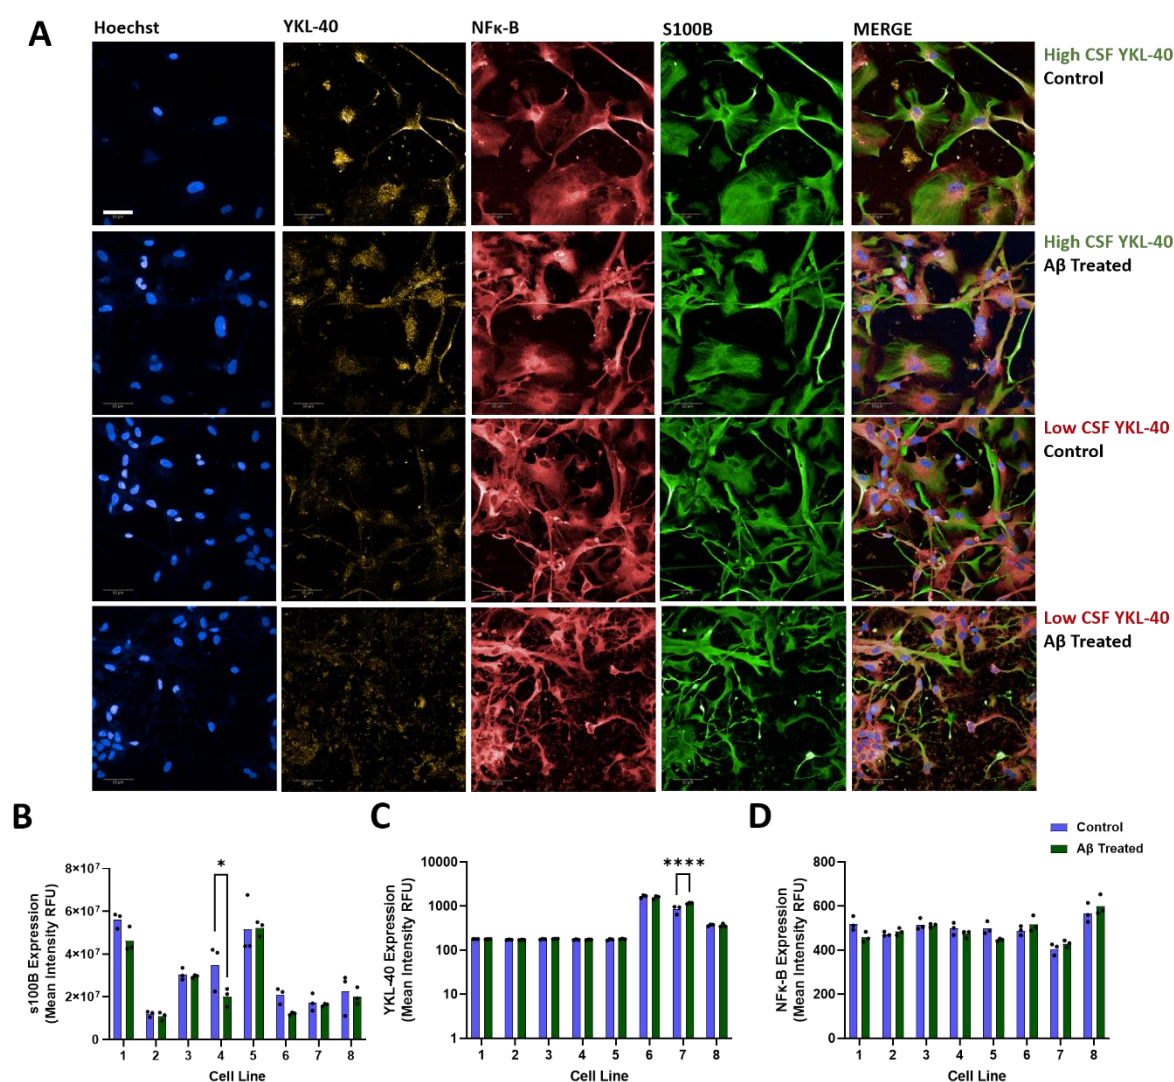 A
Hoechst
YKL-40
NFκ-B
S100B
MERGE
High CSF YKL-40
Control
High CSF YKL-40
Aβ Treated
Low CSF YKL-40
Control
Low CSF YKL-40
Aβ Treated
B
s100B Expression
(Mean Intensity RFU)
8×10⁷
6×10⁷
4×10⁷
2×10⁷
0
*
1 2 3 4 5 6 7 8
Cell Line
C
YKL-40 Expression
(Mean Intensity RFU)
10000
1000
100
10
1
****
1 2 3 4 5 6 7 8
Cell Line
D
Control
Aβ Treated
NFκ-B Expression
(Mean Intensity RFU)
800
600
400
200
0
1 2 3 4 5 6 7 8
Cell Line